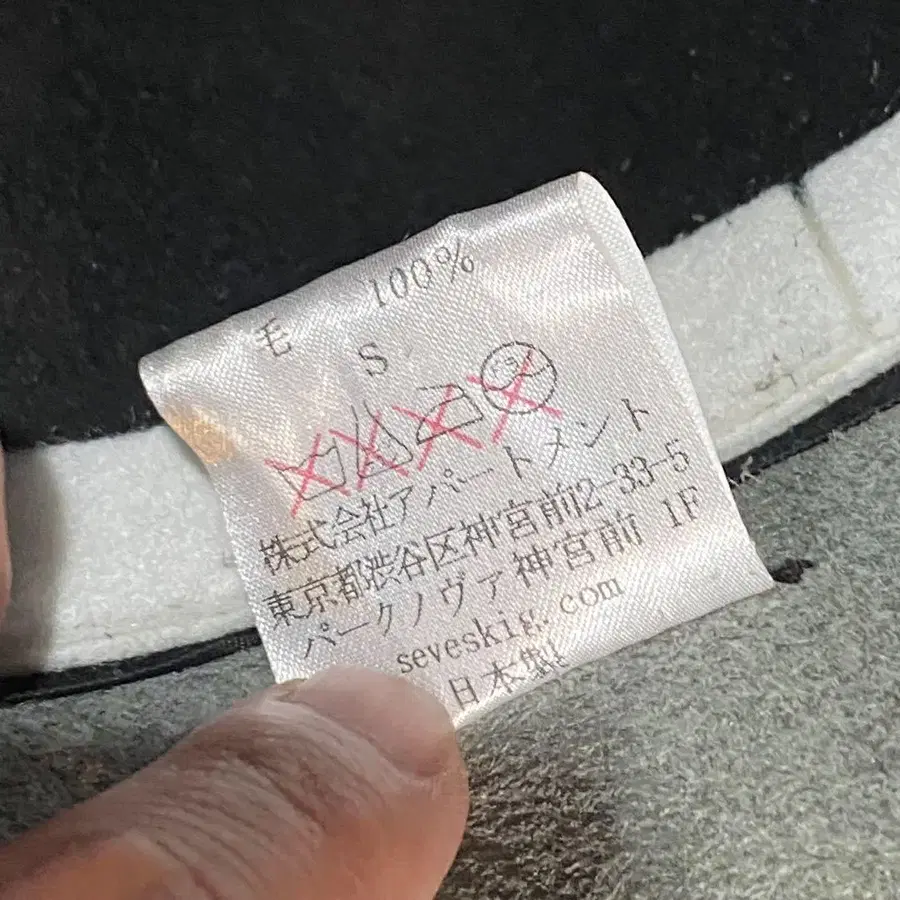 毛 100%
S
株式会社アパートメント
東京都渋谷区神宮前2-33-5
パークノヴァ神宮前 1F
seveskig.com
日本製